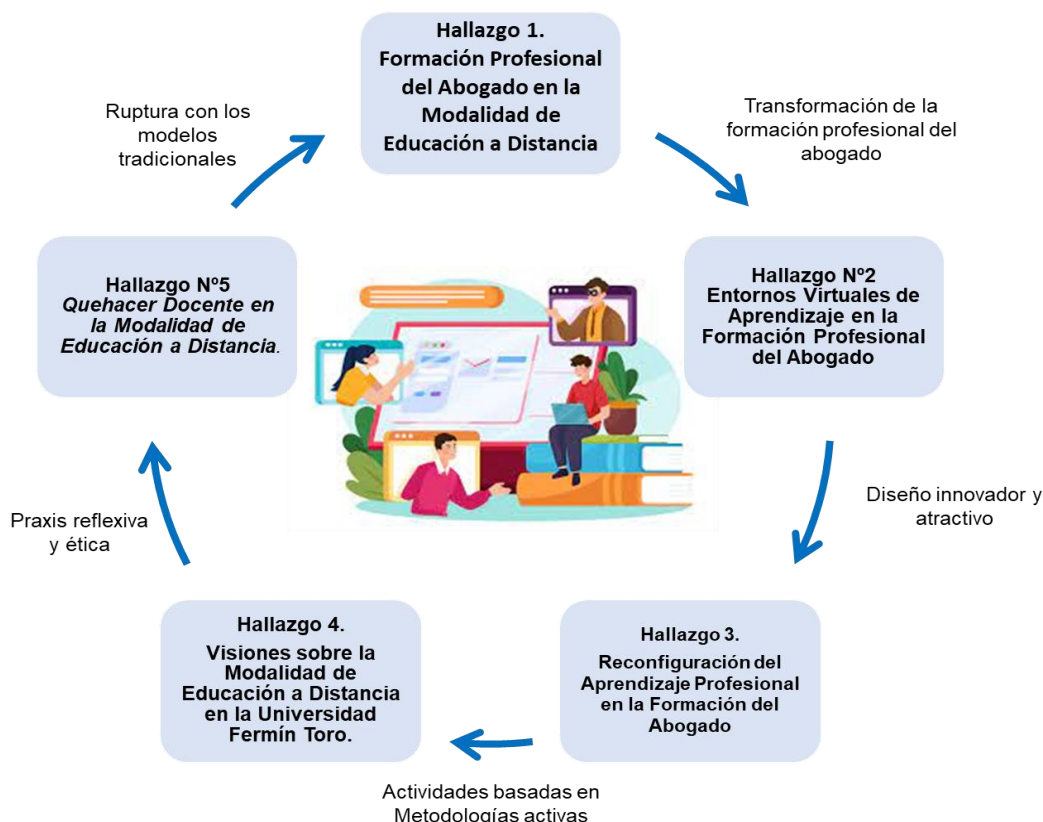 Hallazgo 1.
Formación Profesional
del Abogado en la
Modalidad de
Educación a Distancia
Transformación de la
formación profesional del
abogado
Hallazgo Nº2
Entornos Virtuales de
Aprendizaje en la
Formación Profesional
del Abogado
Diseño innovador y
atractivo
Hallazgo 3.
Reconfiguración del
Aprendizaje Profesional
en la Formación del
Abogado
Actividades basadas en
Metodologías activas
Hallazgo 4.
Visiones sobre la
Modalidad de
Educación a Distancia
en la Universidad
Fermín Toro.
Praxis reflexiva
y ética
Hallazgo Nº5
Quehacer Docente en
la Modalidad de
Educación a Distancia.
Ruptura con los
modelos
tradicionales